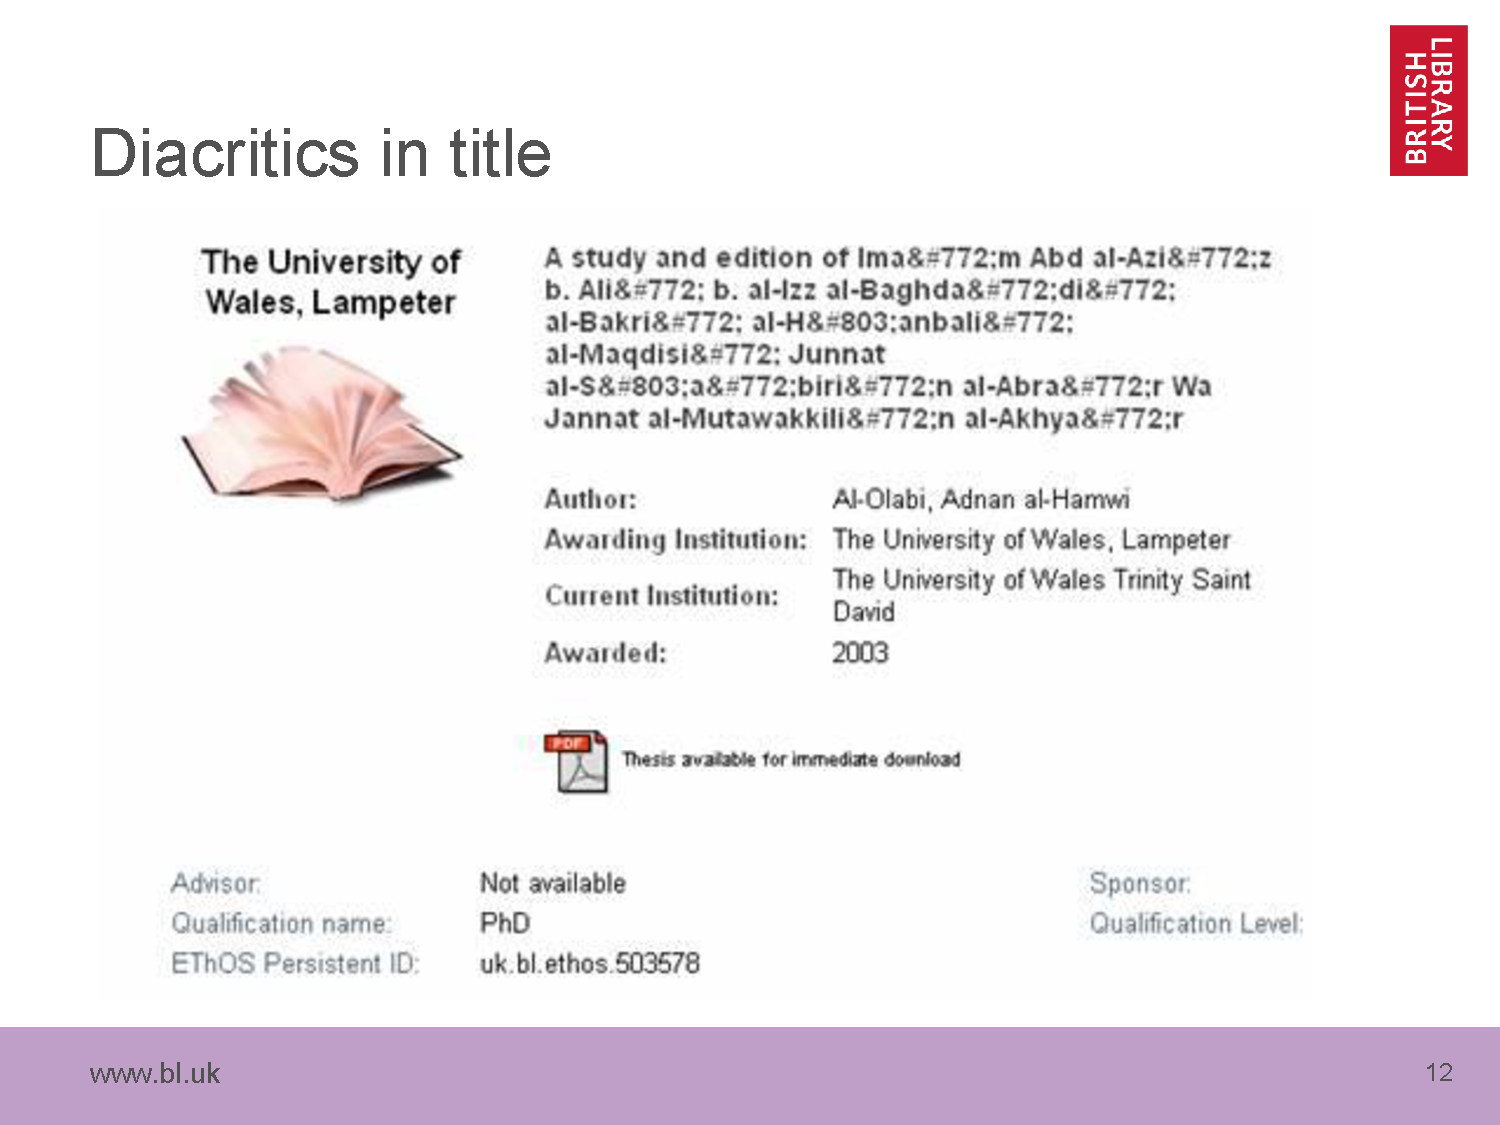 BRITISH
LIBRARY
Diacritics in title
The University of
Wales, Lampeter
A study and edition of Ima&#772;m Abd al-Azi&#772;z
b. Ali&#772; b. al-Izz al-Baghda&#772;di&#772;
al-Bakri&#772; al-H&#803;anbali&#772;
al-Maqdisi&#772; Junnat
al-S&#803;a&#772;biri&#772;n al-Abra&#772;r Wa
Jannat al-Mutawakkili&#772;n al-Akhya&#772;r
Author: Al-Olabi, Adnan al-Hamwi
Awarding Institution: The University of Wales, Lampeter
Current Institution: The University of Wales Trinity Saint
David
Awarded: 2003
PDF
Thesis available for immediate download
Advisor: Not available Sponsor:
Qualification name: PhD Qualification Level:
EThOS Persistent ID: uk.bl.ethos.503578
www.bl.uk 12